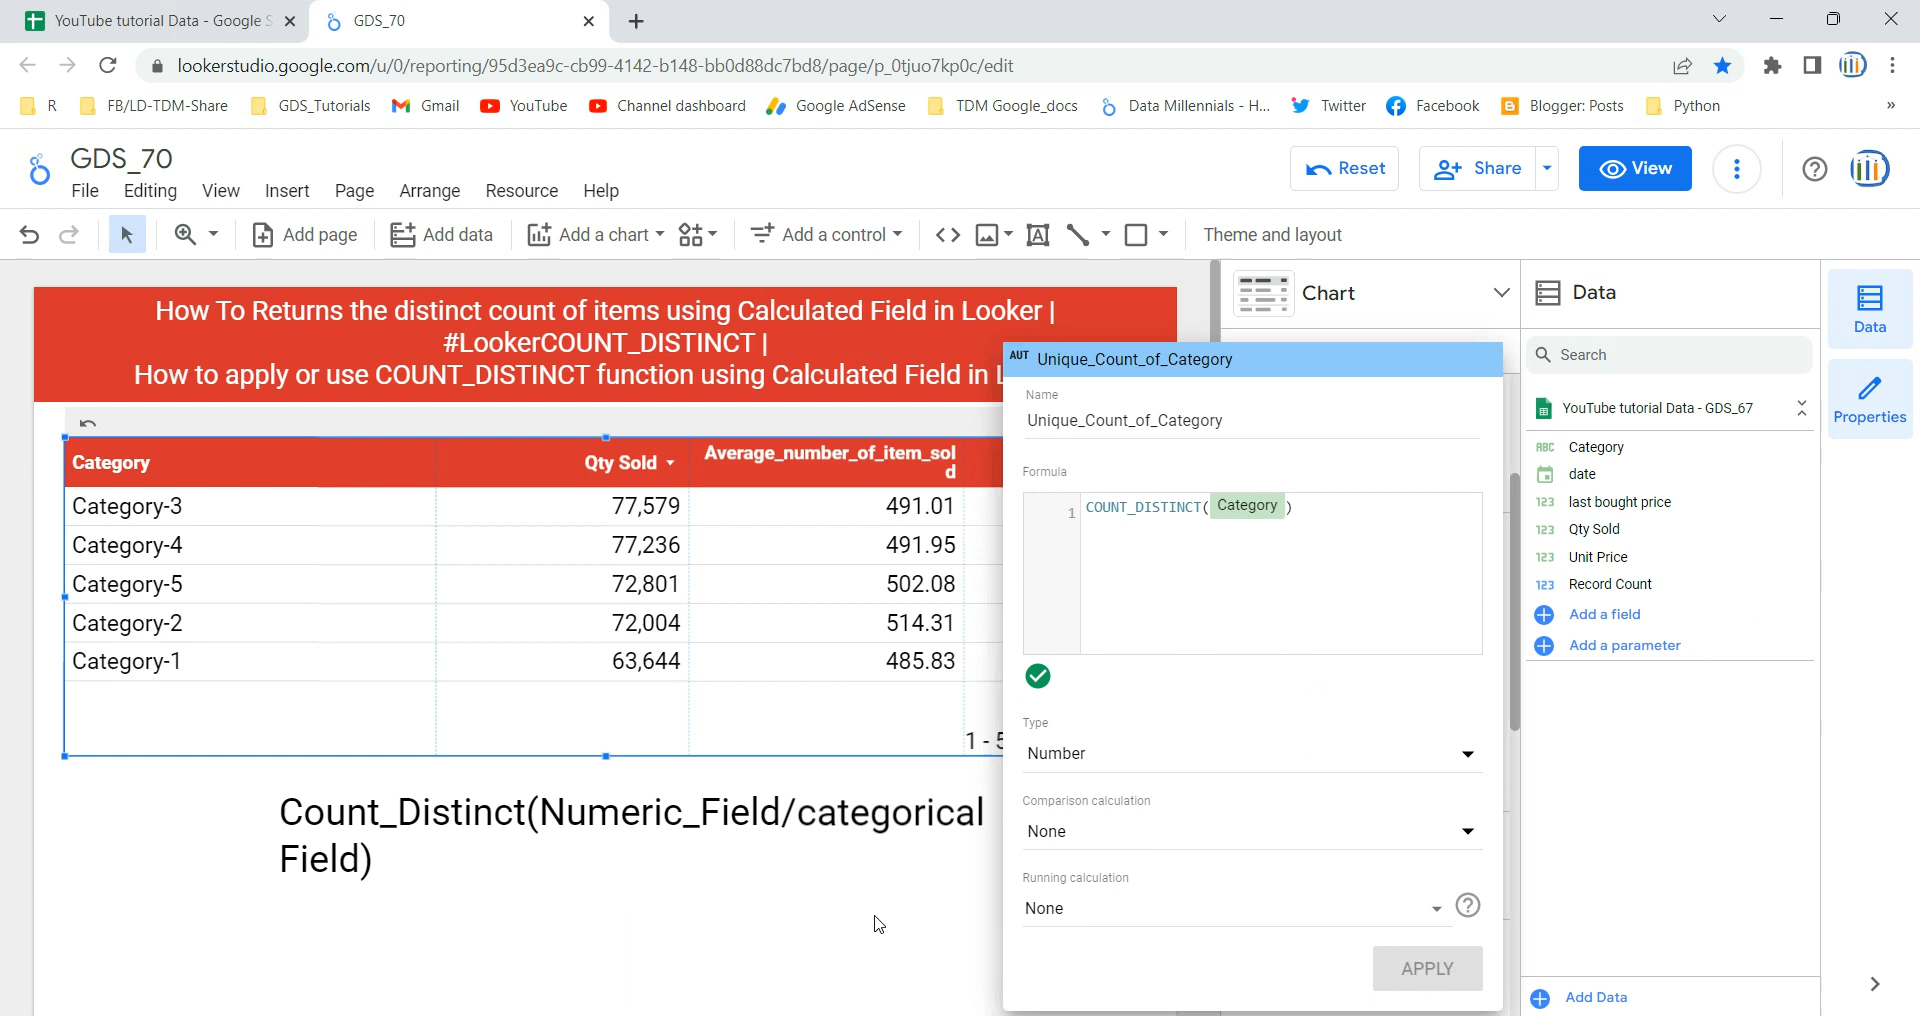 YouTube tutorial Data - Google S
GDS_70
lookerstudio.google.com/u/0/reporting/95d3ea9c-cb99-4142-b148-bb0d88dc7bd8/page/p_0tjuo7kp0c/edit
R FB/LD-TDM-Share GDS_Tutorials Gmail YouTube Channel dashboard Google AdSense TDM Google_docs Data Millennials - H... Twitter Facebook Blogger: Posts Python »
GDS_70
File Editing View Insert Page Arrange Resource Help
Reset Share View
Add page Add data Add a chart Add a control Theme and layout
How To Returns the distinct count of items using Calculated Field in Looker |
#LookerCOUNT_DISTINCT |
How to apply or use COUNT_DISTINCT function using Calculated Field in L
Category Qty Sold Average_number_of_item_sol
d
Category-3 77,579 491.01
Category-4 77,236 491.95
Category-5 72,801 502.08
Category-2 72,004 514.31
Category-1 63,644 485.83
1 - 5
Count_Distinct(Numeric_Field/categorical
Field)
Chart
AUT Unique_Count_of_Category
Name
Unique_Count_of_Category
Formula
1 COUNT_DISTINCT( Category )
Type
Number
Comparison calculation
None
Running calculation
None
APPLY
Data
Search
YouTube tutorial Data - GDS_67
ABC Category
date
123 last bought price
123 Qty Sold
123 Unit Price
123 Record Count
Add a field
Add a parameter
Add Data
Data
Properties